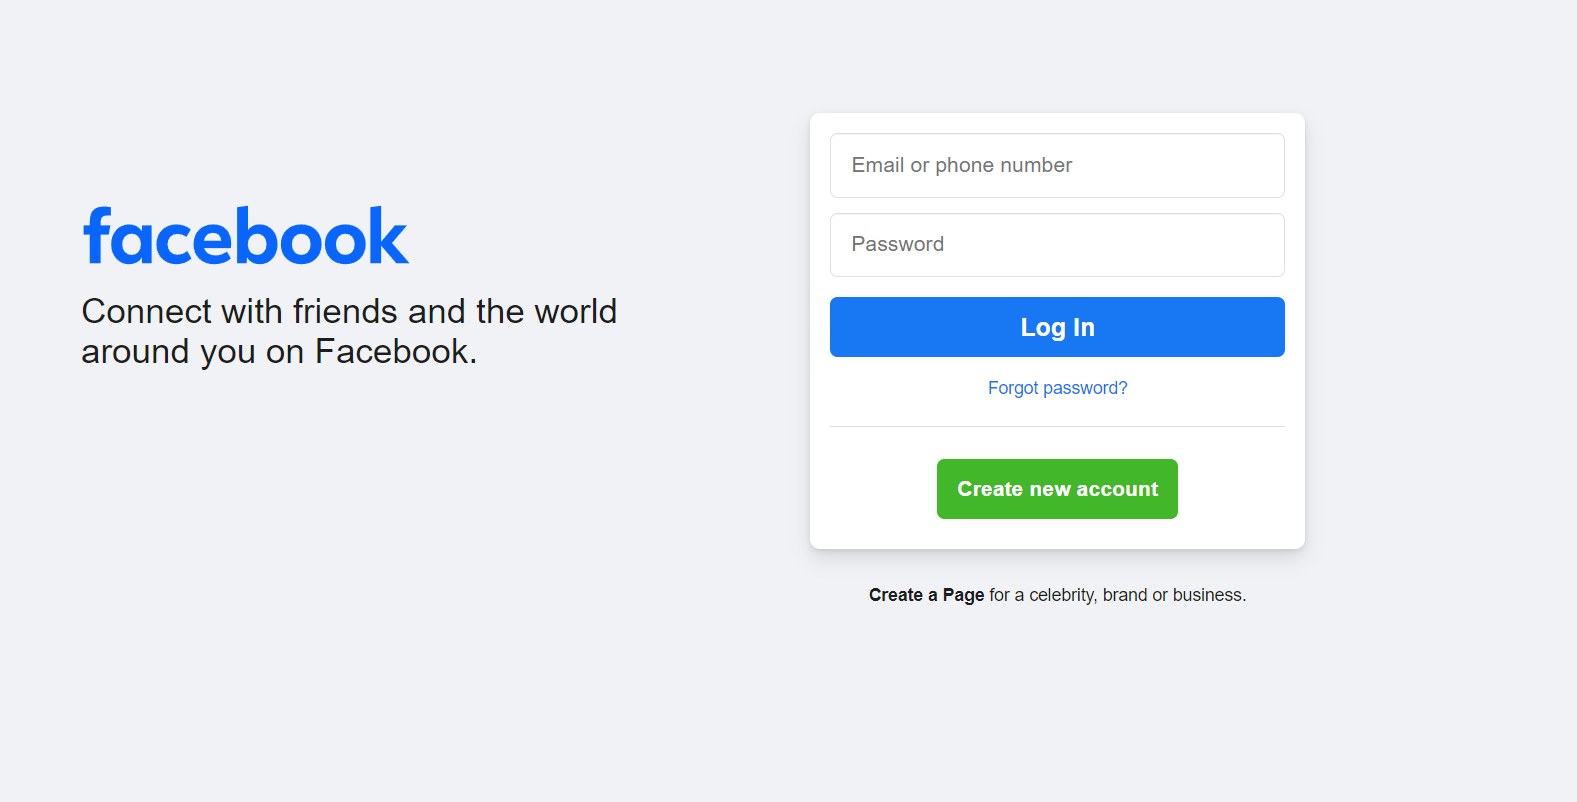 facebook
Connect with friends and the world
around you on Facebook.
Email or phone number
Password
Log In
Forgot password?
Create new account
Create a Page for a celebrity, brand or business.